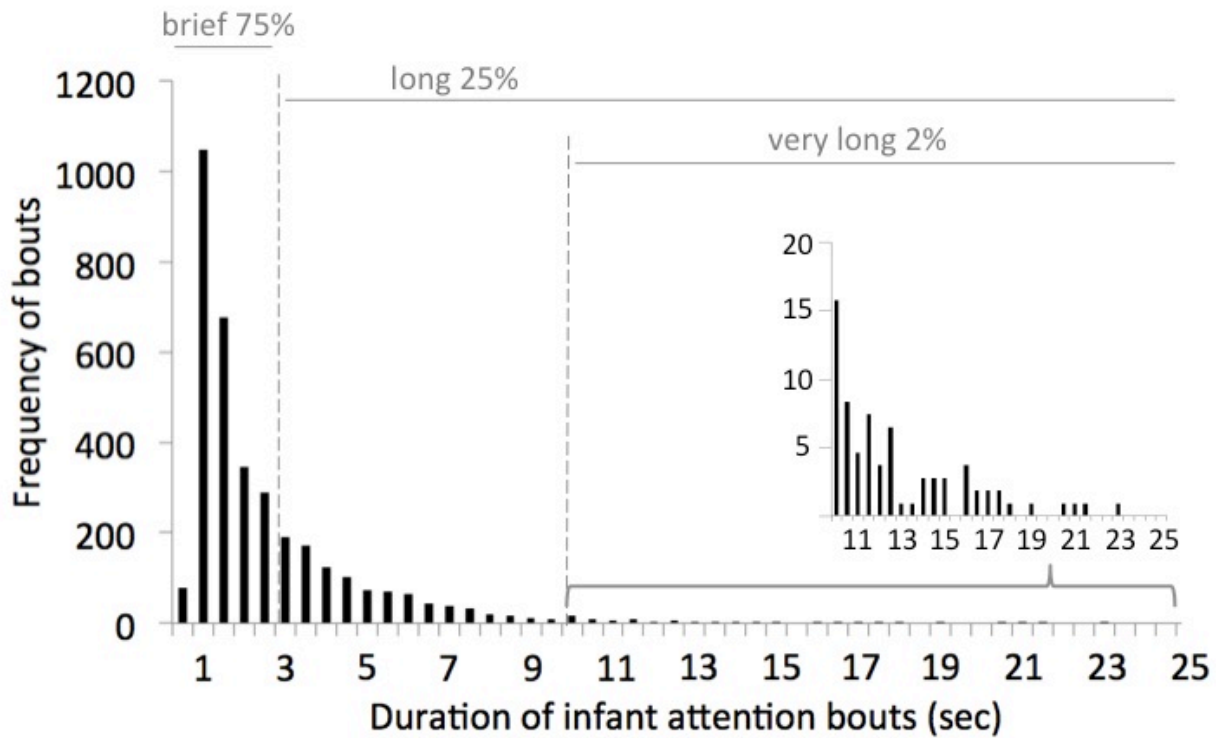 brief 75%
long 25%
very long 2%
1200
1000
800
600
400
200
0
Frequency of bouts
20
15
10
5
11 13 15 17 19 21 23 25
1 3 5 7 9 11 13 15 17 19 21 23 25
Duration of infant attention bouts (sec)